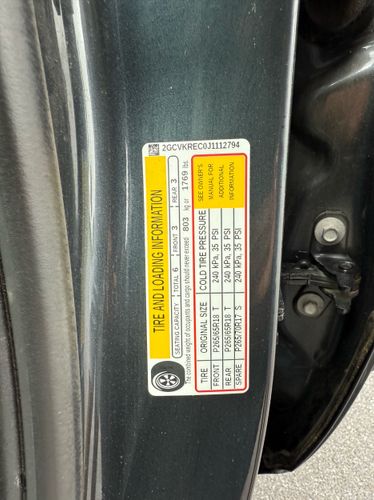 2GCVKREC0J1112794
TIRE AND LOADING INFORMATION
SEATING CAPACITY TOTAL 6 FRONT 3 REAR 3
The combined weight of occupants and cargo should never exceed 803 kg or 1769 lbs.
TIRE ORIGINAL SIZE COLD TIRE PRESSURE
FRONT P265/65R18 T 240 kPa, 35 PSI
REAR P265/65R18 T 240 kPa, 35 PSI
SPARE P265/70R17 S 240 kPa, 35 PSI
SEE OWNER'S
MANUAL FOR
ADDITIONAL
INFORMATION